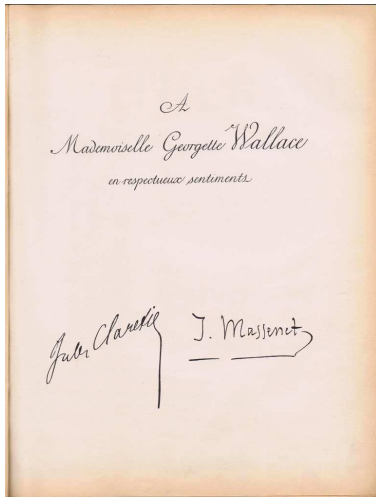 A
Mademoiselle Georgette Wallace
en respectueux sentiments
Jules Claretie
J. Massenet